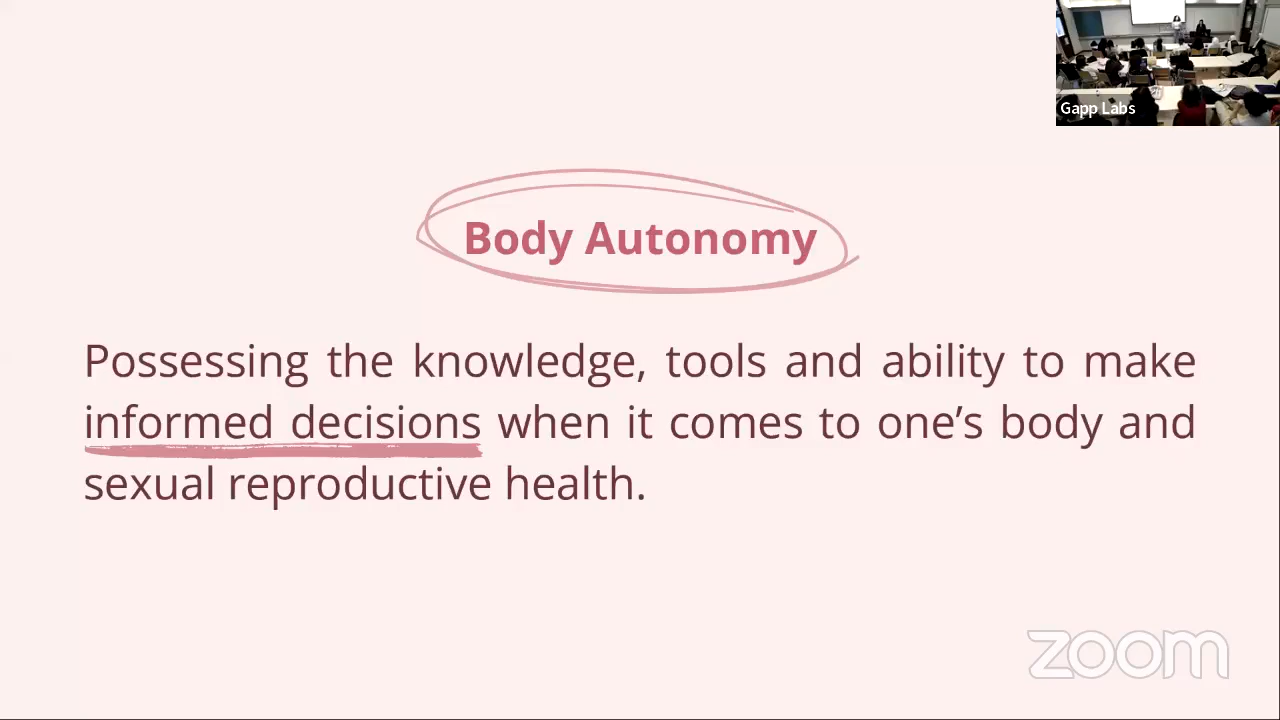 Gapp Labs
Body Autonomy
Possessing the knowledge, tools and ability to make
informed decisions when it comes to one’s body and
sexual reproductive health.
zoom